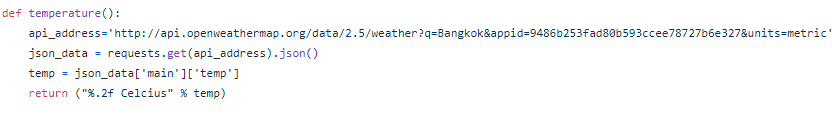 def temperature():
    api_address='http://api.openweathermap.org/data/2.5/weather?q=Bangkok&appid=9486b253fad80b593ccee78727b6e327&units=metric'
    json_data = requests.get(api_address).json()
    temp = json_data['main']['temp']
    return ("%.2f Celcius" % temp)